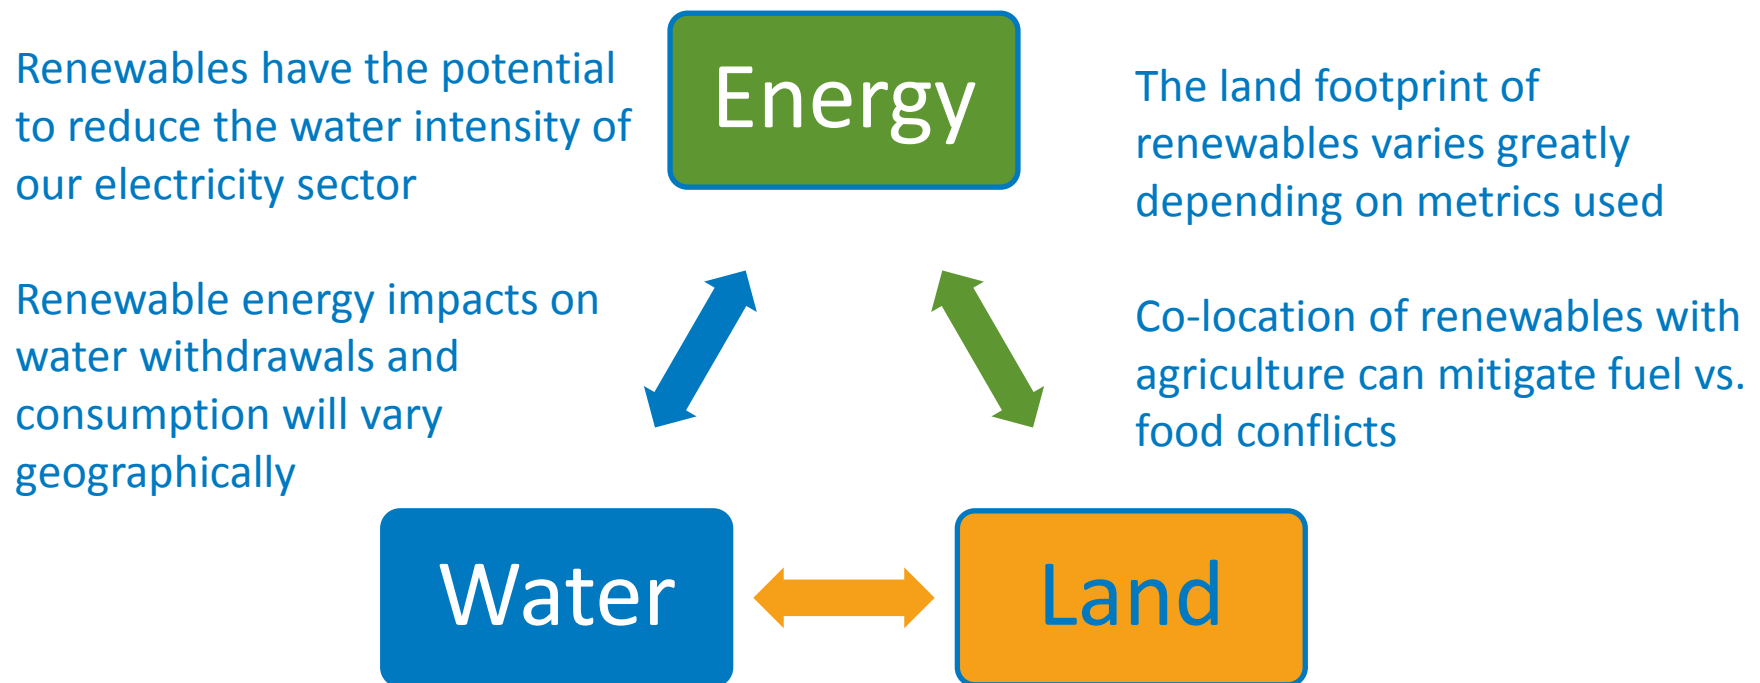 Energy
Renewables have the potential
to reduce the water intensity of
our electricity sector
Renewable energy impacts on
water withdrawals and
consumption will vary
geographically
The land footprint of
renewables varies greatly
depending on metrics used
Co-location of renewables with
agriculture can mitigate fuel vs.
food conflicts
Water
Land